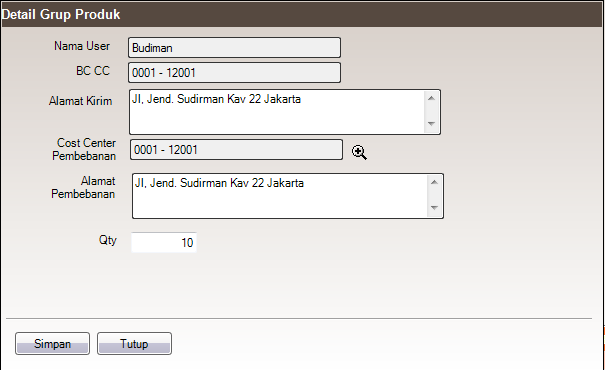 Detail Grup Produk
Nama User Budiman
BC CC 0001 - 12001
Alamat Kirim Jl, Jend. Sudirman Kav 22 Jakarta
Cost Center Pembebanan 0001 - 12001
Alamat Pembebanan Jl, Jend. Sudirman Kav 22 Jakarta
Qty 10
Simpan Tutup